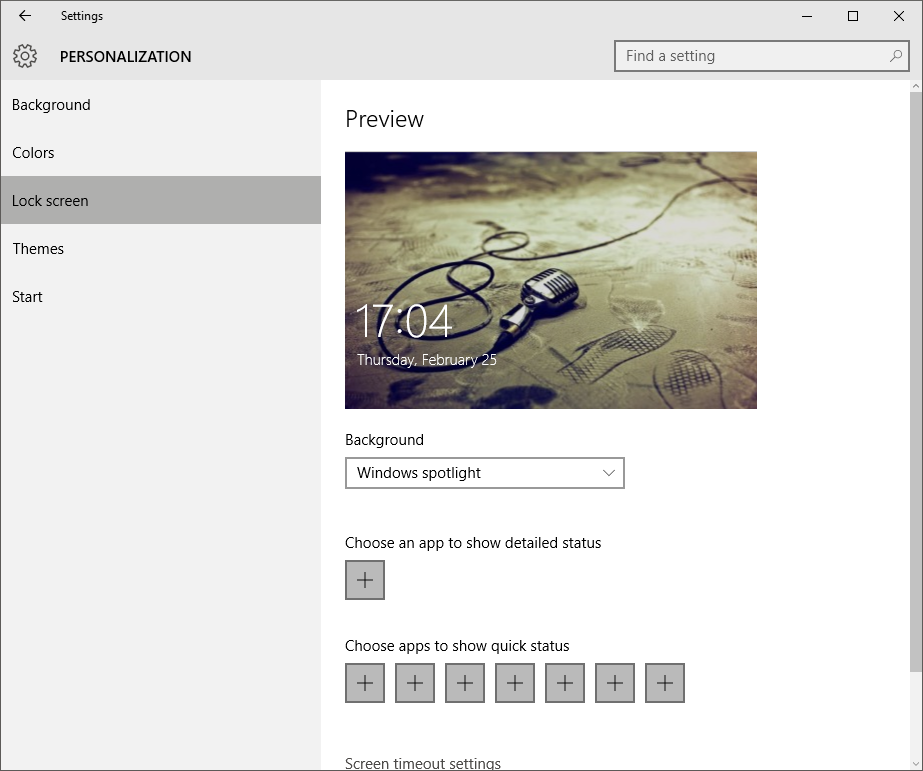 Settings
PERSONALIZATION
Find a setting
Background
Colors
Lock screen
Themes
Start
Preview
17:04
Thursday, February 25
Background
Windows spotlight
Choose an app to show detailed status
Choose apps to show quick status
Screen timeout settings